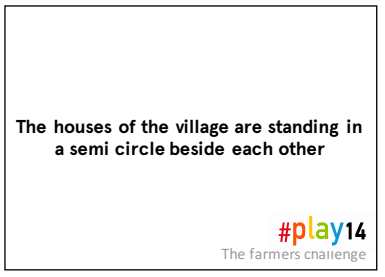 The houses of the village are standing in
a semi circle beside each other
#play14
The farmers challenge